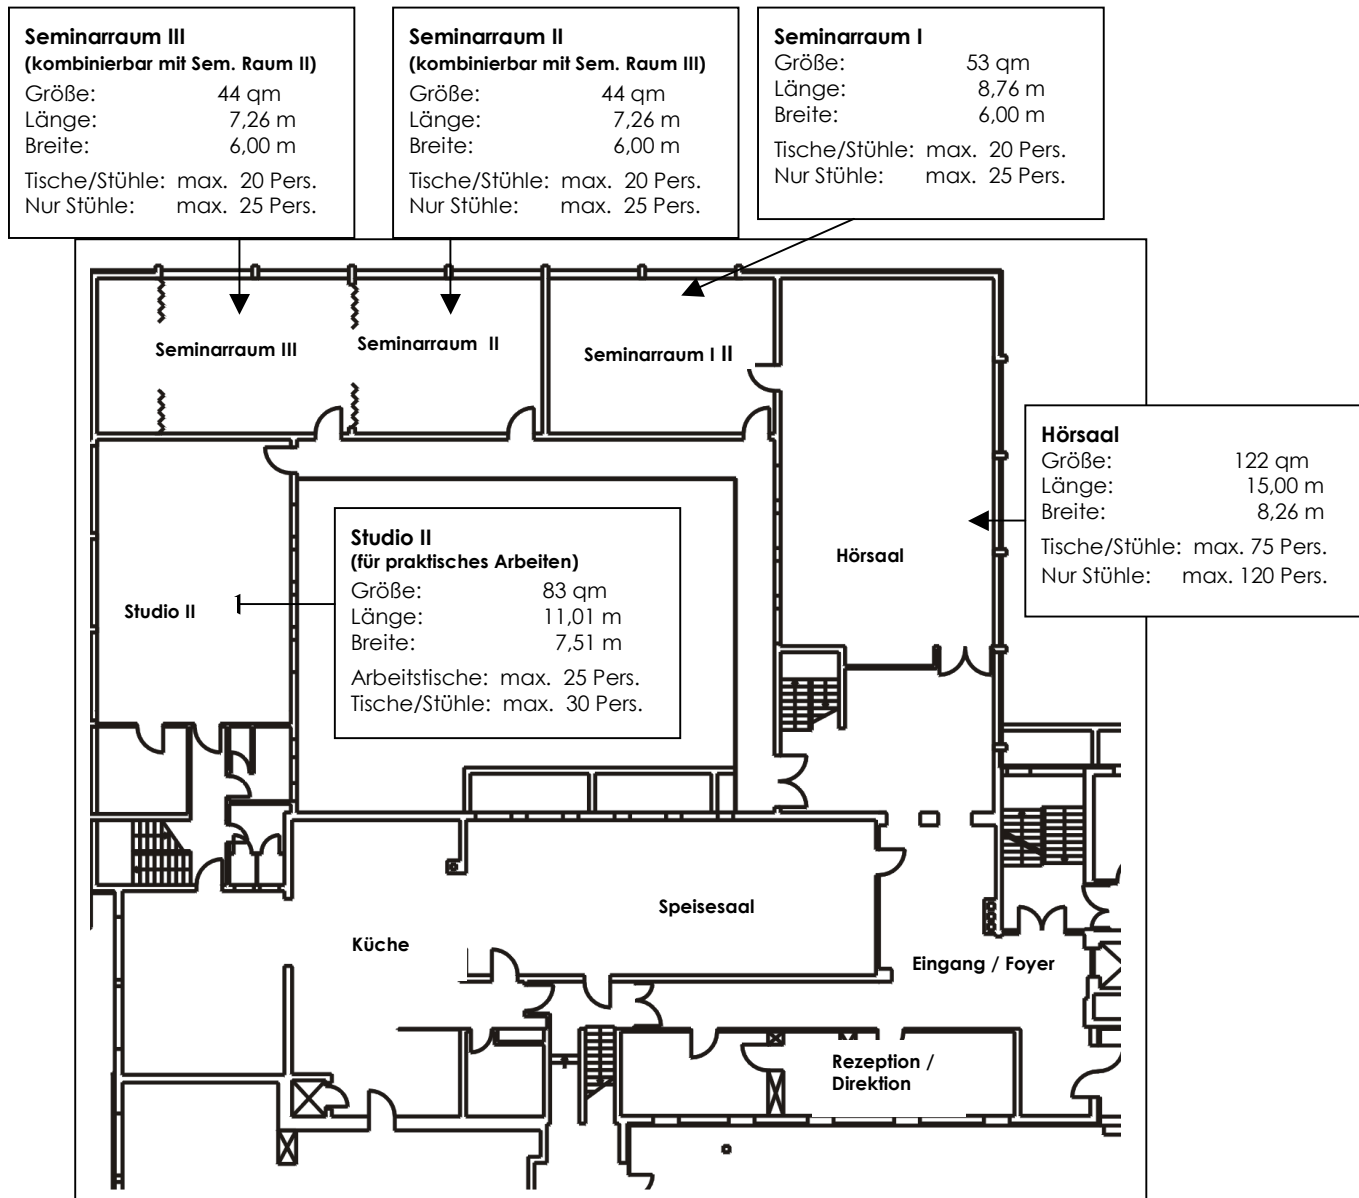 Seminarraum III
(kombinierbar mit Sem. Raum II)
Größe: 44 qm
Länge: 7,26 m
Breite: 6,00 m
Tische/Stühle: max. 20 Pers.
Nur Stühle: max. 25 Pers.
Seminarraum II
(kombinierbar mit Sem. Raum III)
Größe: 44 qm
Länge: 7,26 m
Breite: 6,00 m
Tische/Stühle: max. 20 Pers.
Nur Stühle: max. 25 Pers.
Seminarraum I
Größe: 53 qm
Länge: 8,76 m
Breite: 6,00 m
Tische/Stühle: max. 20 Pers.
Nur Stühle: max. 25 Pers.
Seminarraum III
Seminarraum II
Seminarraum I II
Hörsaal
Größe: 122 qm
Länge: 15,00 m
Breite: 8,26 m
Tische/Stühle: max. 75 Pers.
Nur Stühle: max. 120 Pers.
Studio II
(für praktisches Arbeiten)
Größe: 83 qm
Länge: 11,01 m
Breite: 7,51 m
Arbeitstische: max. 25 Pers.
Tische/Stühle: max. 30 Pers.
Hörsaal
Studio II
Speisesaal
Küche
Eingang / Foyer
Rezeption /
Direktion